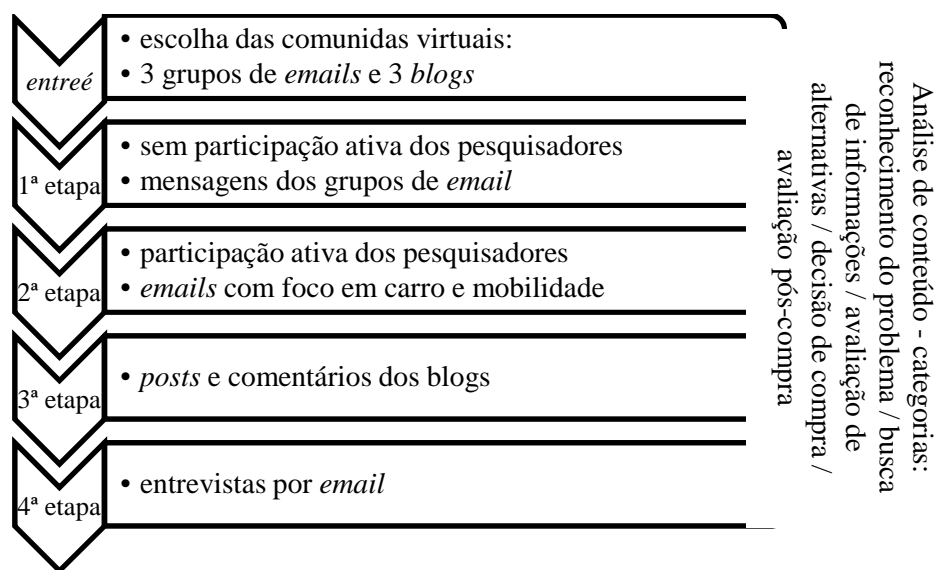 entreé
• escolha das comunidas virtuais:
• 3 grupos de emails e 3 blogs
1ª etapa
• sem participação ativa dos pesquisadores
• mensagens dos grupos de email
2ª etapa
• participação ativa dos pesquisadores
• emails com foco em carro e mobilidade
3ª etapa
• posts e comentários dos blogs
4ª etapa
• entrevistas por email
Análise de conteúdo - categorias:
reconhecimento do problema / busca
de informações / avaliação de
alternativas / decisão de compra /
avaliação pós-compra